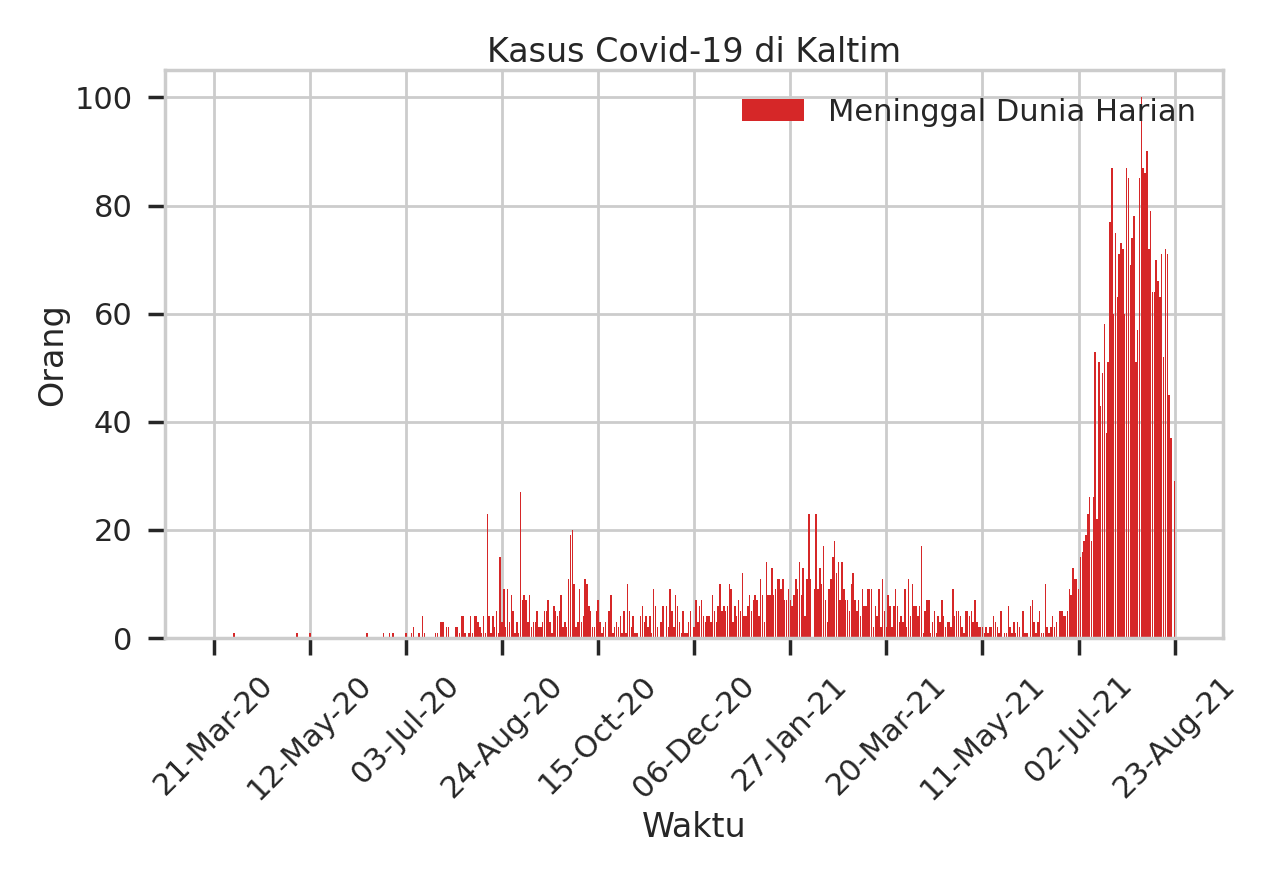 Kasus Covid-19 di Kaltim
Meninggal Dunia Harian
Orang
100
80
60
40
20
0
21-Mar-20
12-May-20
03-Jul-20
24-Aug-20
15-Oct-20
06-Dec-20
27-Jan-21
20-Mar-21
11-May-21
02-Jul-21
23-Aug-21
Waktu